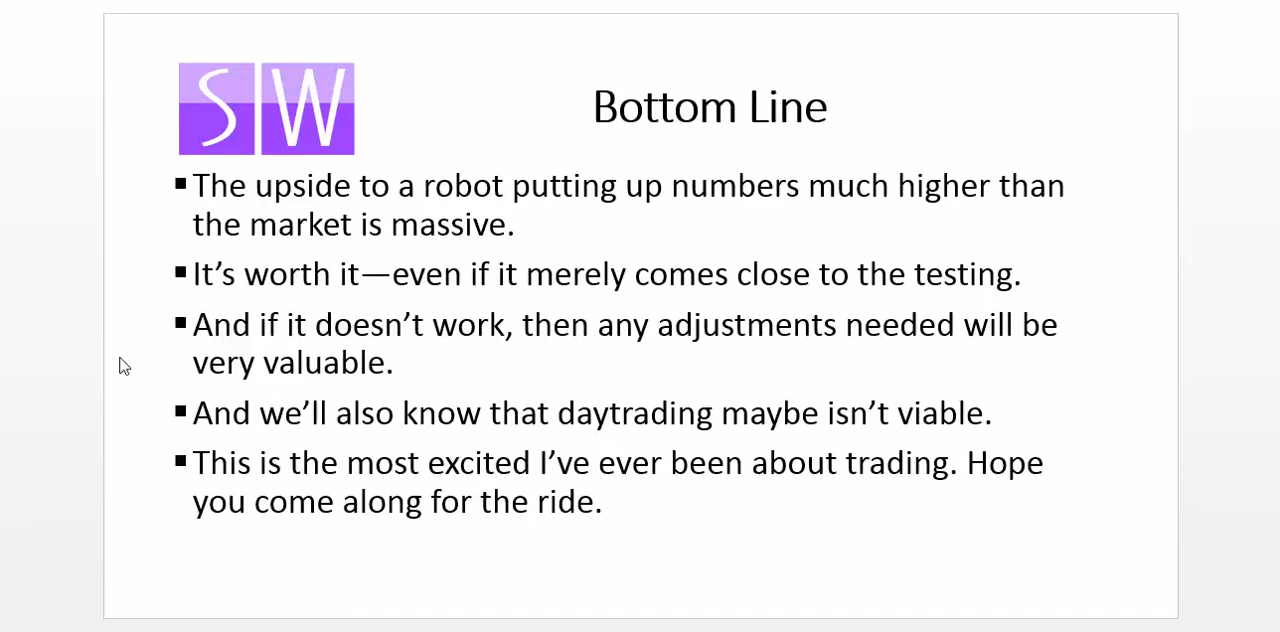 SW
Bottom Line
▪The upside to a robot putting up numbers much higher than
the market is massive.
▪It’s worth it—even if it merely comes close to the testing.
▪And if it doesn’t work, then any adjustments needed will be
very valuable.
▪And we’ll also know that daytrading maybe isn’t viable.
▪This is the most excited I’ve ever been about trading. Hope
you come along for the ride.